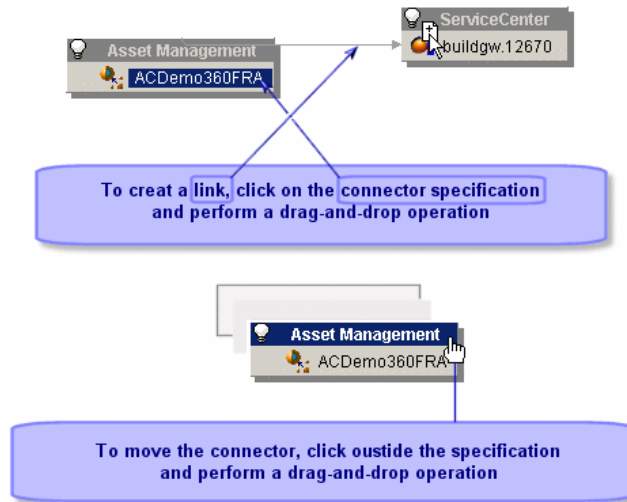 ServiceCenter
buildgw.12670
Asset Management
ACDemo360FRA
To creat a link, click on the connector specification
and perform a drag-and-drop operation
Asset Management
ACDemo360FRA
To move the connector, click oustide the specification
and perform a drag-and-drop operation